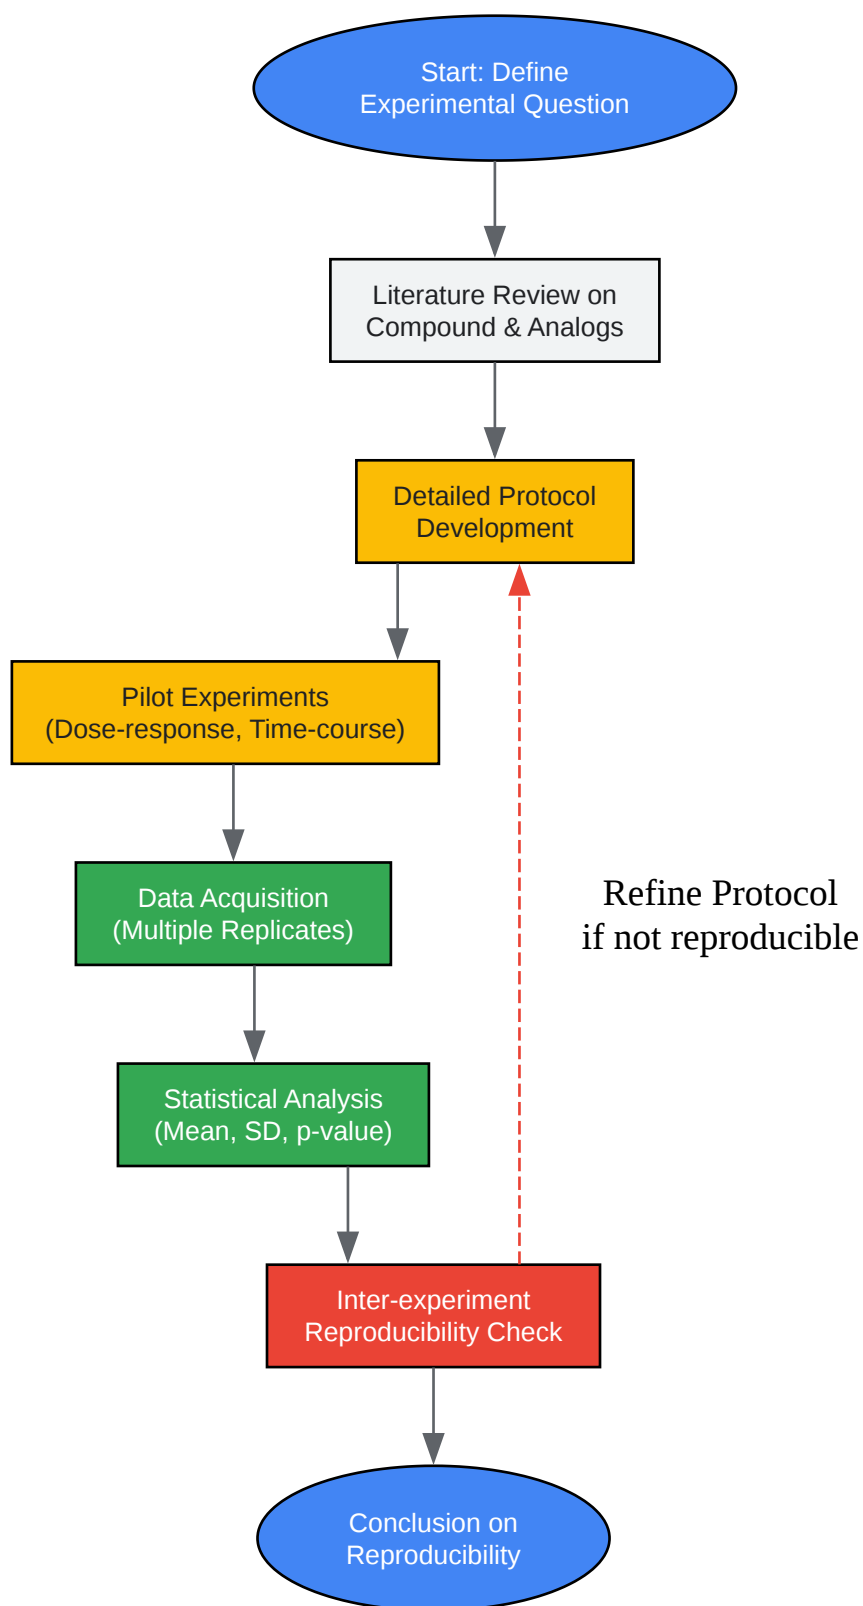 Start: Define
Experimental Question
Literature Review on
Compound & Analogs
Detailed Protocol
Development
Pilot Experiments
(Dose-response, Time-course)
Data Acquisition
(Multiple Replicates)
Refine Protocol
if not reproducible
Statistical Analysis
(Mean, SD, p-value)
Inter-experiment
Reproducibility Check
Conclusion on
Reproducibility